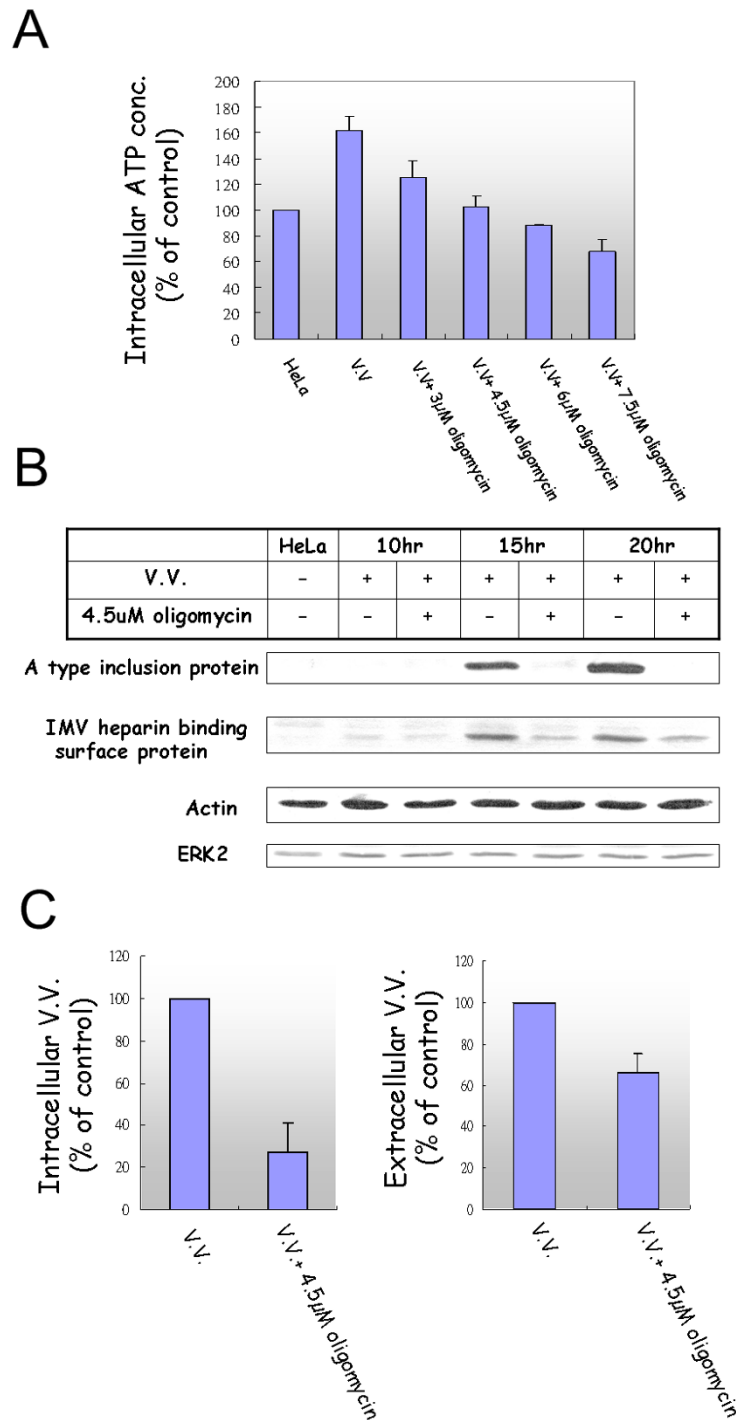 A
Intracellular ATP conc.
(% of control)
200
180
160
140
120
100
80
60
40
20
0
HeLa
V.V
V.V+ 3µM oligomycin
V.V+ 4.5µM oligomycin
V.V+ 6µM oligomycin
V.V+ 7.5µM oligomycin
B
HeLa 10hr 15hr 20hr
V.V. - + + + + + +
4.5uM oligomycin - - + - + - +
A type inclusion protein
IMV heparin binding
surface protein
Actin
ERK2
C
Intracellular V.V.
(% of control)
120
100
80
60
40
20
0
V.V.
V.V.+ 4.5µM oligomycin
Extracellular V.V.
(% of control)
120
100
80
60
40
20
0
V.V.
V.V.+ 4.5µM oligomycin